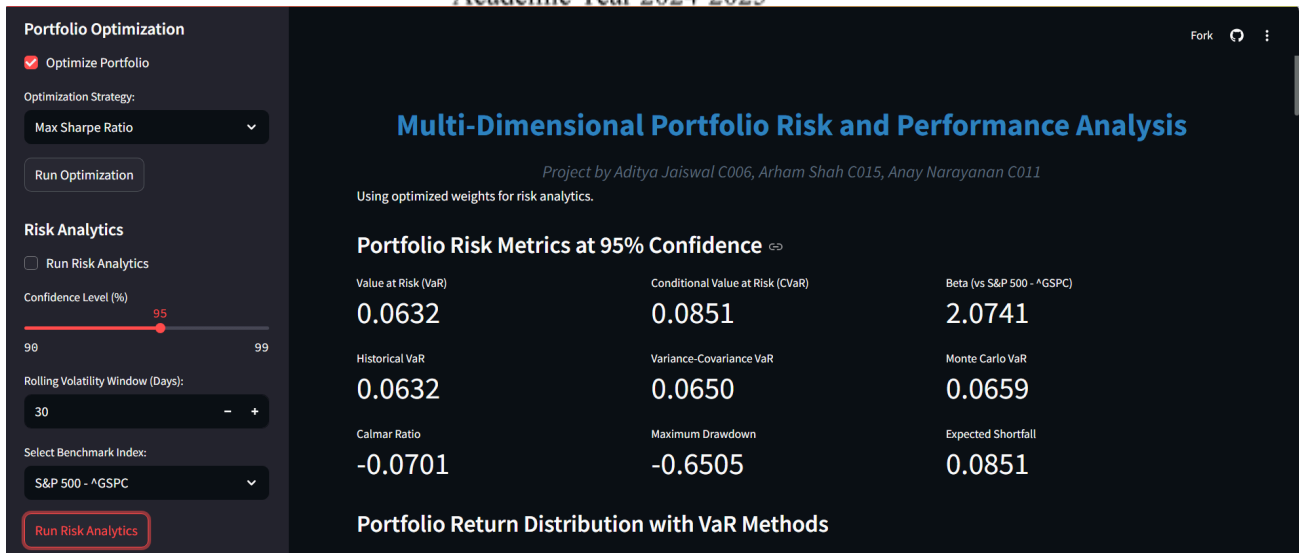 Academic Year 2024-2025
Portfolio Optimization
Optimize Portfolio
Optimization Strategy:
Max Sharpe Ratio
Run Optimization
Risk Analytics
Run Risk Analytics
Confidence Level (%)
95
90 99
Rolling Volatility Window (Days):
30 − +
Select Benchmark Index:
S&P 500 - ^GSPC
Run Risk Analytics
Fork
Multi-Dimensional Portfolio Risk and Performance Analysis
Project by Aditya Jaiswal C006, Arham Shah C015, Anay Narayanan C011
Using optimized weights for risk analytics.
Portfolio Risk Metrics at 95% Confidence
Value at Risk (VaR) Conditional Value at Risk (CVaR) Beta (vs S&P 500 - ^GSPC)
0.0632 0.0851 2.0741
Historical VaR Variance-Covariance VaR Monte Carlo VaR
0.0632 0.0650 0.0659
Calmar Ratio Maximum Drawdown Expected Shortfall
-0.0701 -0.6505 0.0851
Portfolio Return Distribution with VaR Methods